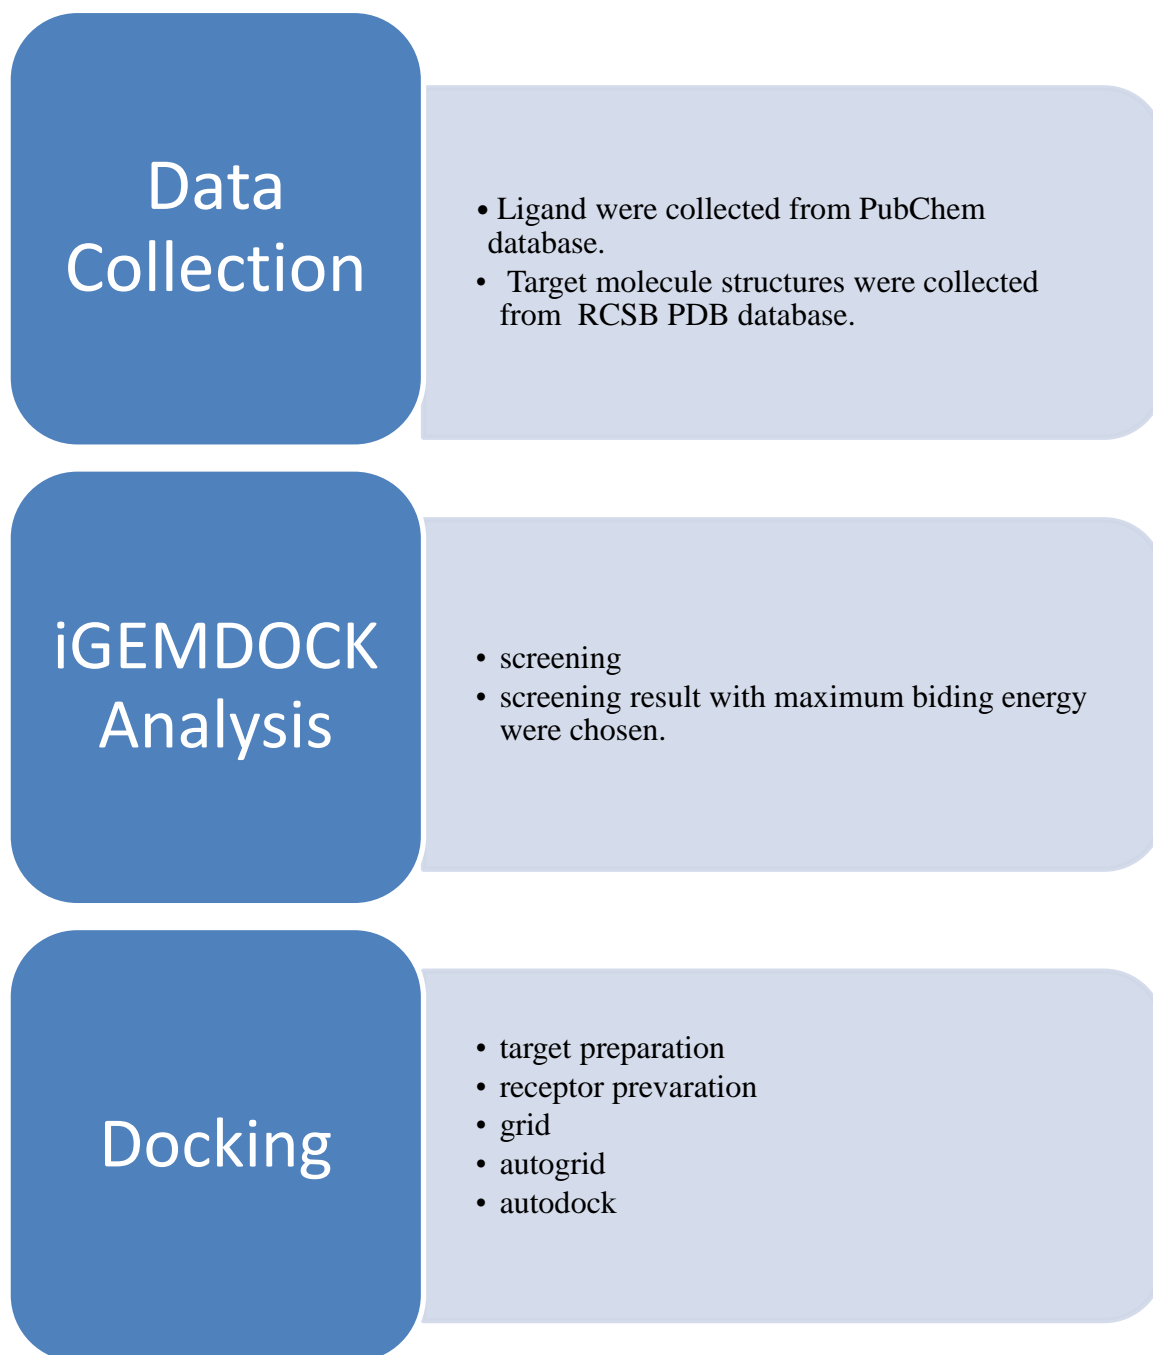 Data
Collection
• Ligand were collected from PubChem
database.
• Target molecule structures were collected
from RCSB PDB database.
iGEMDOCK
Analysis
• screening
• screening result with maximum biding energy
were chosen.
Docking
• target preparation
• receptor prevaration
• grid
• autogrid
• autodock